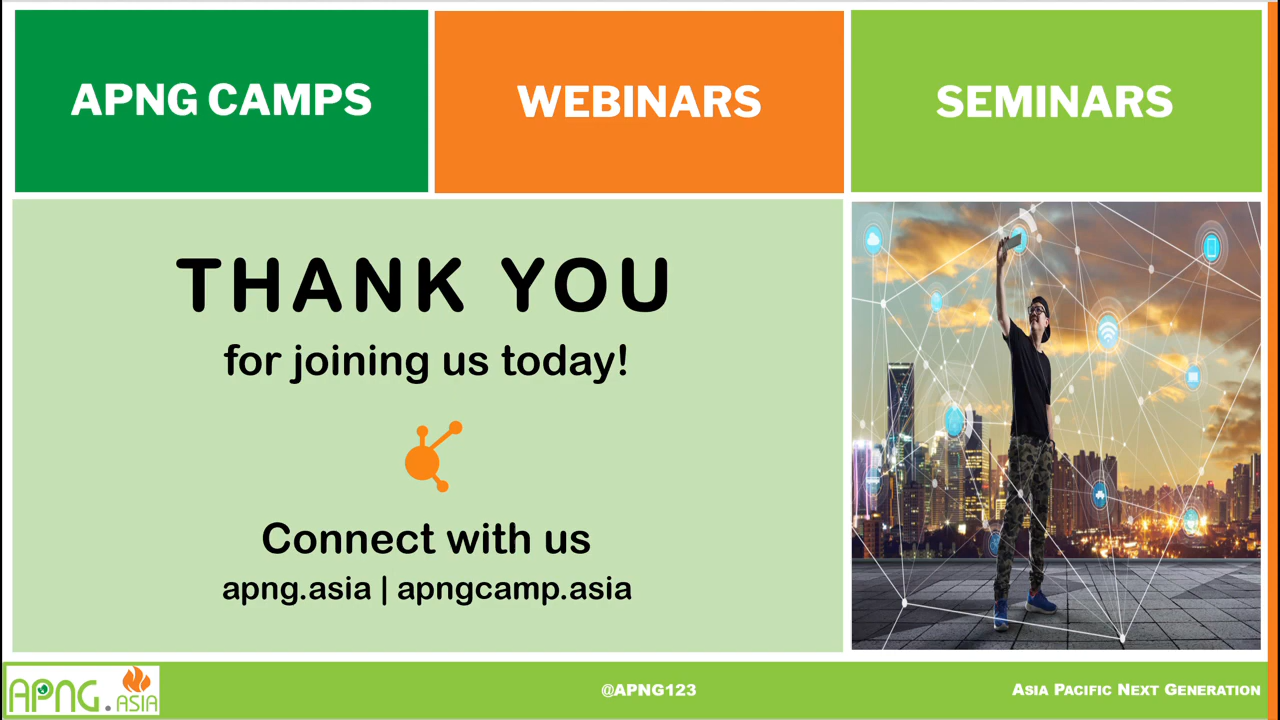 APNG CAMPS
WEBINARS
SEMINARS
THANK YOU
for joining us today!
Connect with us
apng.asia | apngcamp.asia
APNG.ASIA
@APNG123
ASIA PACIFIC NEXT GENERATION